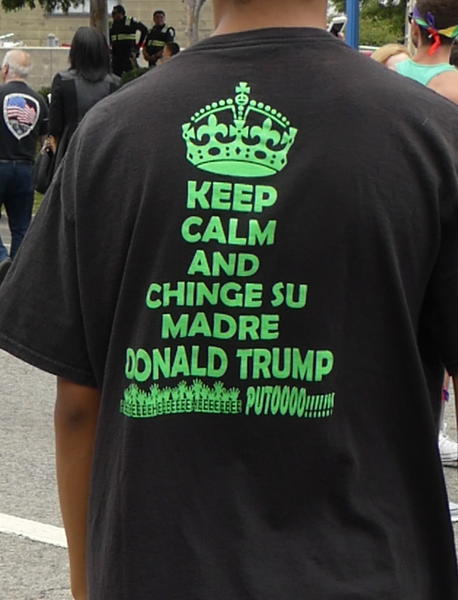 KEEP
CALM
AND
CHINGE SU
MADRE
DONALD TRUMP
PUTOOOO!!!!!!